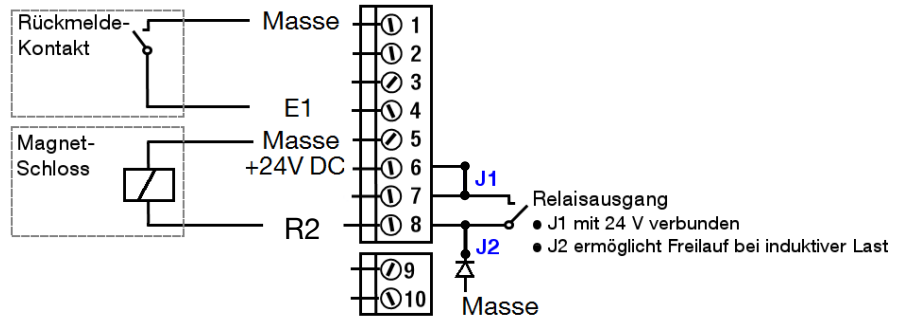 Rückmelde-
Kontakt
Masse
E1
Magnet-
Schloss
Masse
+24V DC
R2
1
2
3
4
5
6
7
8
9
10
J1
J2
Masse
Relaisausgang
● J1 mit 24 V verbunden
● J2 ermöglicht Freilauf bei induktiver Last